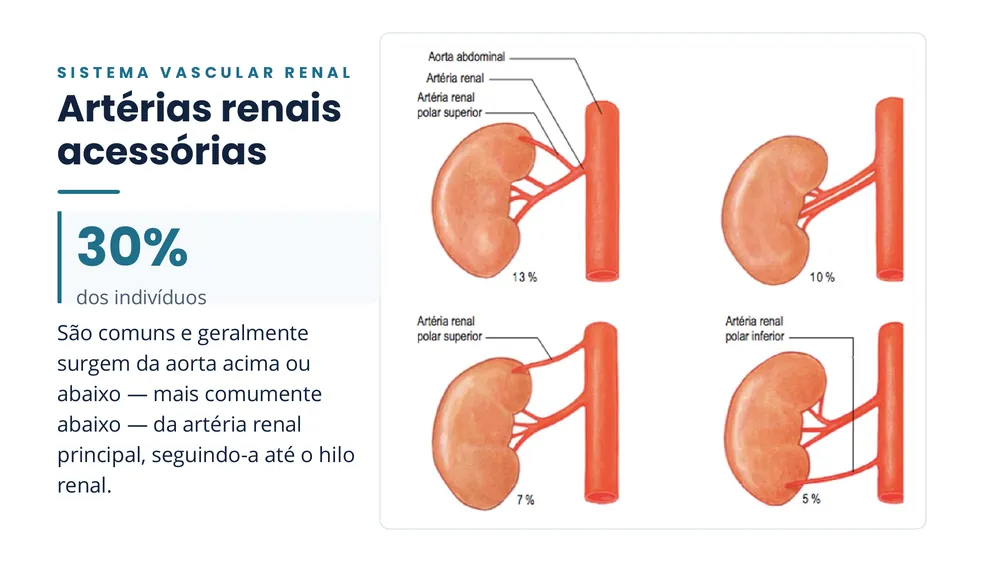 SISTEMA VASCULAR RENAL
Artérias renais
acessórias
30%
dos indivíduos
São comuns e geralmente
surgem da aorta acima ou
abaixo — mais comumente
abaixo — da artéria renal
principal, seguindo-a até o hilo
renal.
Aorta abdominal
Artéria renal
Artéria renal
polar superior
13 %
10 %
Artéria renal
polar superior
7 %
Artéria renal
polar inferior
5 %